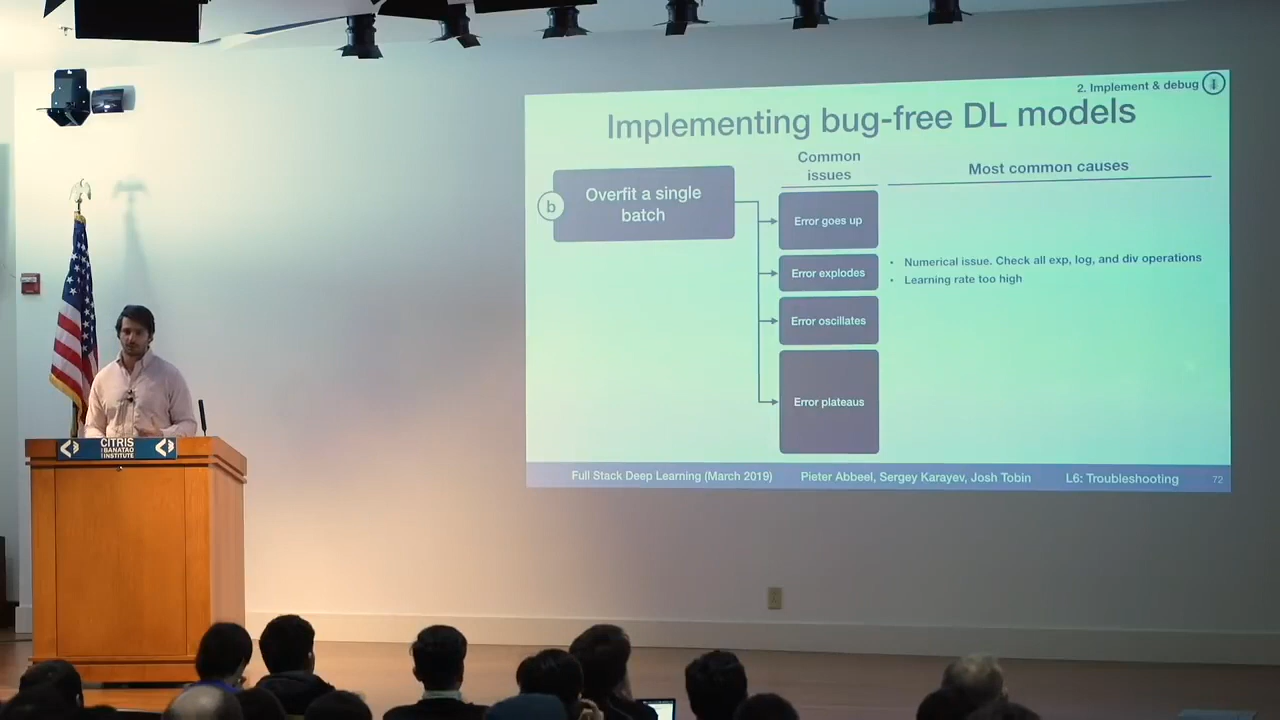 2. Implement & debug
Implementing bug-free DL models
Common
issues
Most common causes
b
Overfit a single
batch
Error goes up
Error explodes
• Numerical issue. Check all exp, log, and div operations
• Learning rate too high
Error oscillates
Error plateaus
Full Stack Deep Learning (March 2019) Pieter Abbeel, Sergey Karayev, Josh Tobin L6: Troubleshooting 72
CITRIS
BANATAO
INSTITUTE